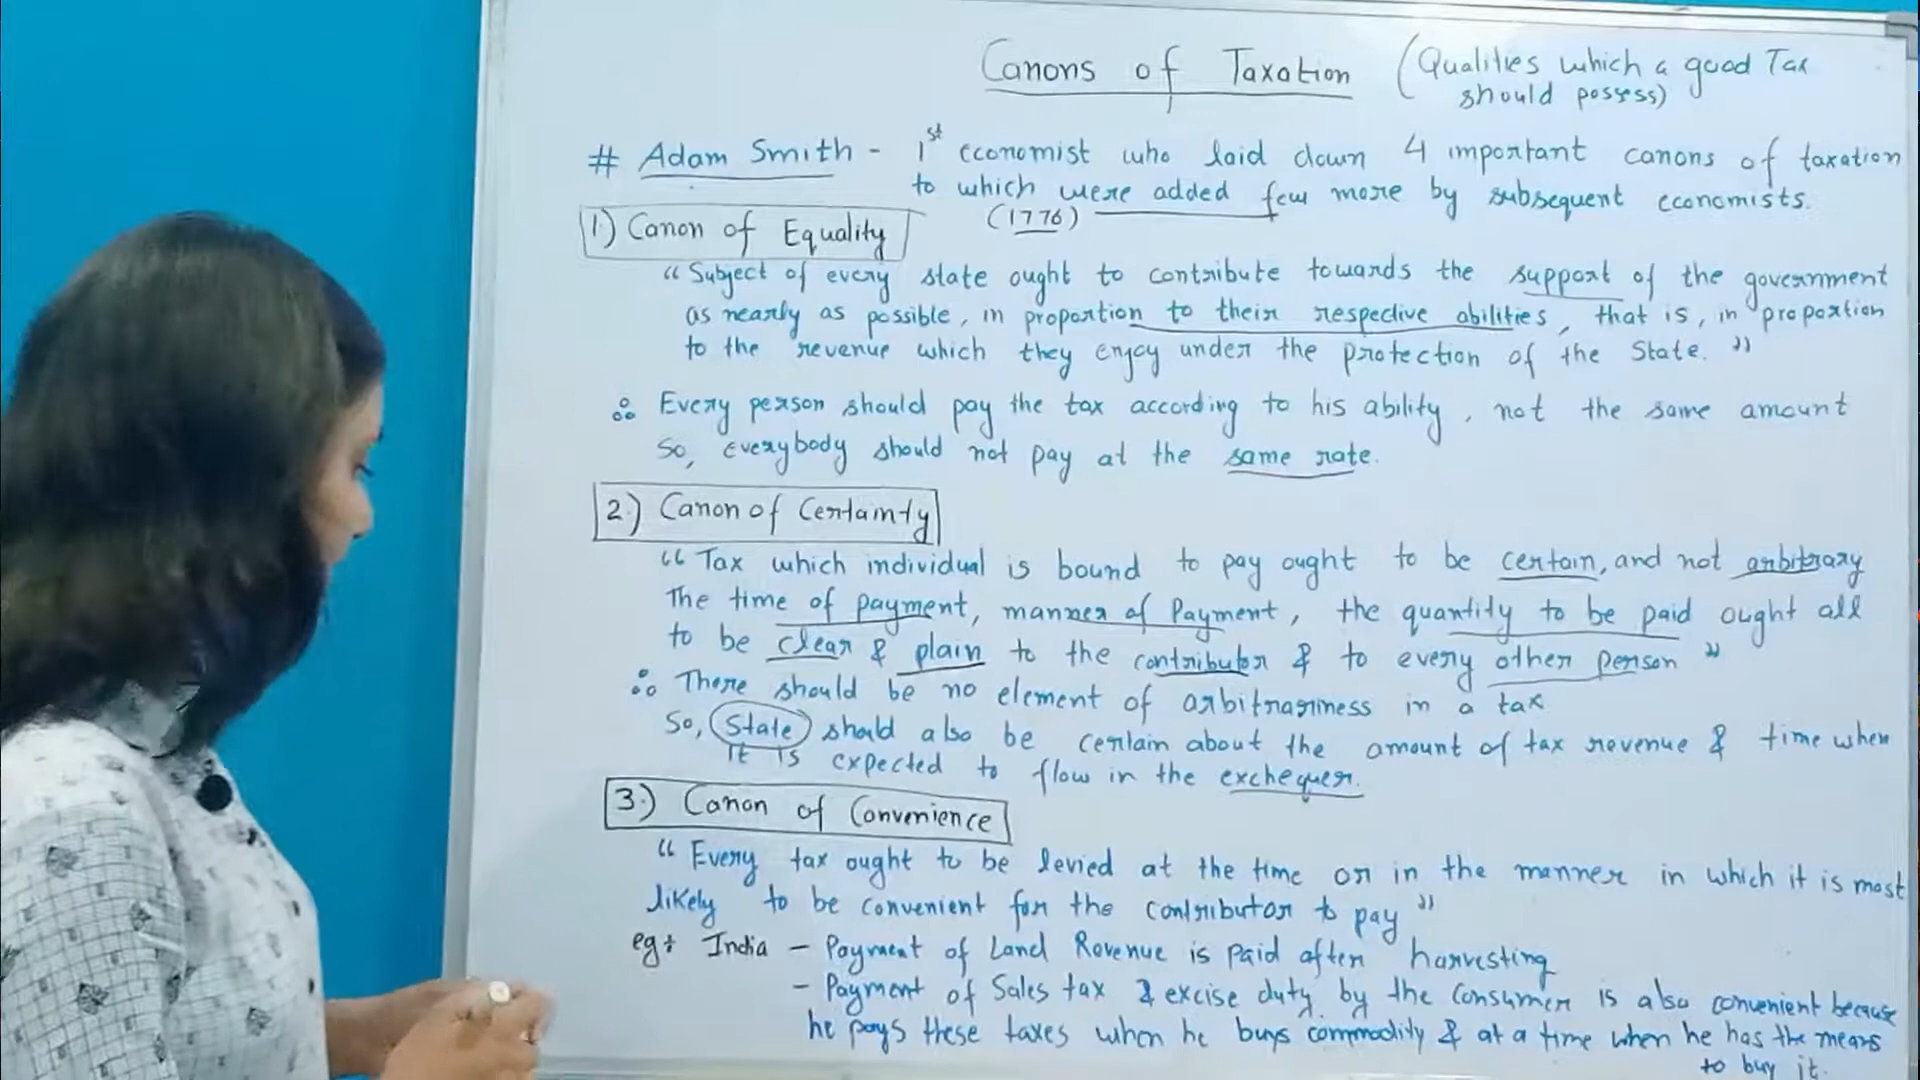 Canons of Taxation (Qualities which a good Tax
should possess)
# Adam Smith - 1st economist who laid down 4 important canons of taxation
to which were added few more by subsequent economists.
(1776)
1.) Canon of Equality
"Subject of every state ought to contribute towards the support of the government
as nearly as possible, in proportion to their respective abilities, that is, in proportion
to the revenue which they enjoy under the protection of the State."
∴ Every person should pay the tax according to his ability, not the same amount
So, everybody should not pay at the same rate.
2.) Canon of Certainty
"Tax which individual is bound to pay ought to be certain, and not arbitrary
The time of payment, manner of Payment, the quantity to be paid ought all
to be clear & plain to the contributor & to every other person"
∴ There should be no element of arbitrariness in a tax
So, State should also be certain about the amount of tax revenue & time when
it is expected to flow in the exchequer.
3.) Canon of Convenience
"Every tax ought to be levied at the time or in the manner in which it is most
likely to be convenient for the contributor to pay"
eg: India - Payment of Land Revenue is paid after harvesting
- Payment of Sales tax & excise duty by the Consumer is also convenient because
he pays these taxes when he buys commodity & at a time when he has the means
to buy it.